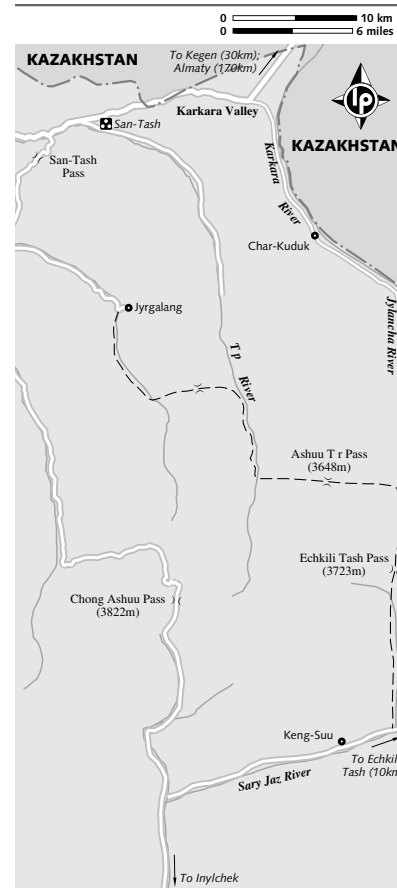 0 10 km
0 6 miles
KAZAKHSTAN
To Kegen (30km);
Almaty (170km)
lp
Karkara Valley
San-Tash
KAZAKHSTAN
San-Tash
Pass
Karkara
River
Char-Kuduk
Jyrgalang
Jylancha River
T p
River
Ashuu T r Pass
(3648m)
Echkili Tash Pass
(3723m)
Chong Ashuu Pass
(3822m)
Keng-Suu
To Echkil
Tash (10km
Sary Jaz River
To Inylchek